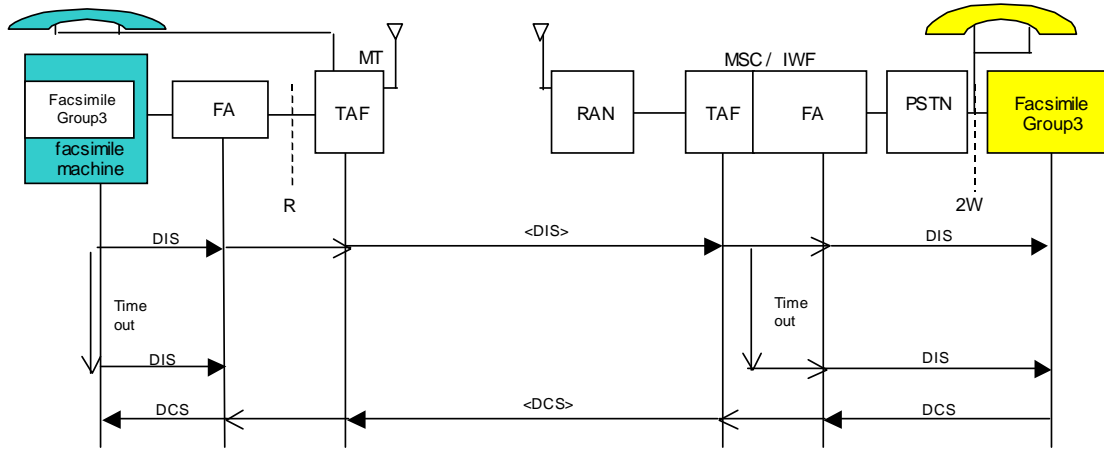 MT
MSC / IWF
Facsimile
Group3
facsimile
machine
FA
TAF
RAN
TAF
FA
PSTN
Facsimile
Group3
R
2W
DIS
<DIS>
DIS
Time
out
Time
out
DIS
DIS
DCS
<DCS>
DCS